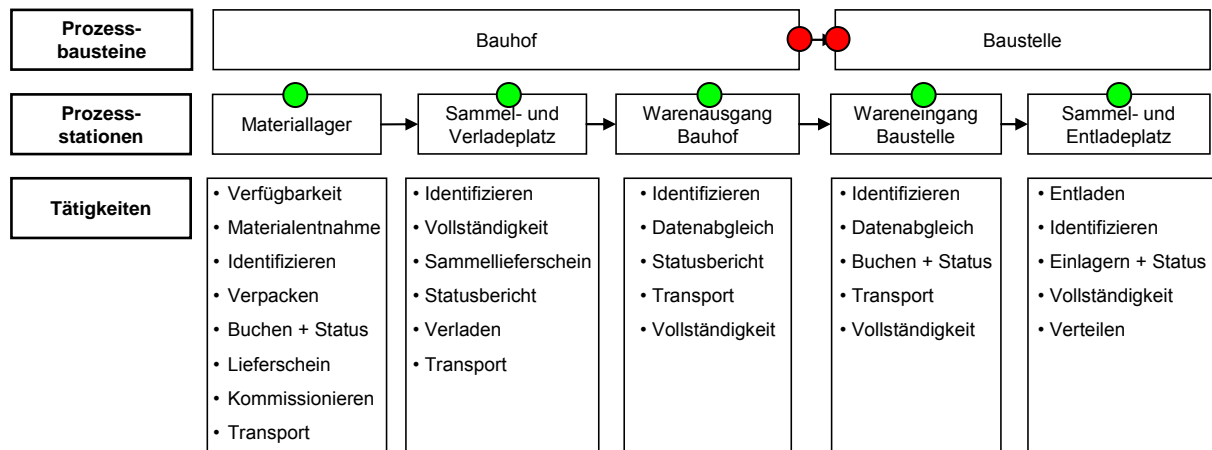 Prozess-
bausteine
Bauhof
Baustelle
Prozess-
stationen
Materiallager
Sammel- und
Verladeplatz
Warenausgang
Bauhof
Wareneingang
Baustelle
Sammel- und
Entladeplatz
Tätigkeiten
• Verfügbarkeit
• Materialentnahme
• Identifizieren
• Verpacken
• Buchen + Status
• Lieferschein
• Kommissionieren
• Transport
• Identifizieren
• Vollständigkeit
• Sammellieferschein
• Statusbericht
• Verladen
• Transport
• Identifizieren
• Datenabgleich
• Statusbericht
• Transport
• Vollständigkeit
• Identifizieren
• Datenabgleich
• Buchen + Status
• Transport
• Vollständigkeit
• Entladen
• Identifizieren
• Einlagern + Status
• Vollständigkeit
• Verteilen